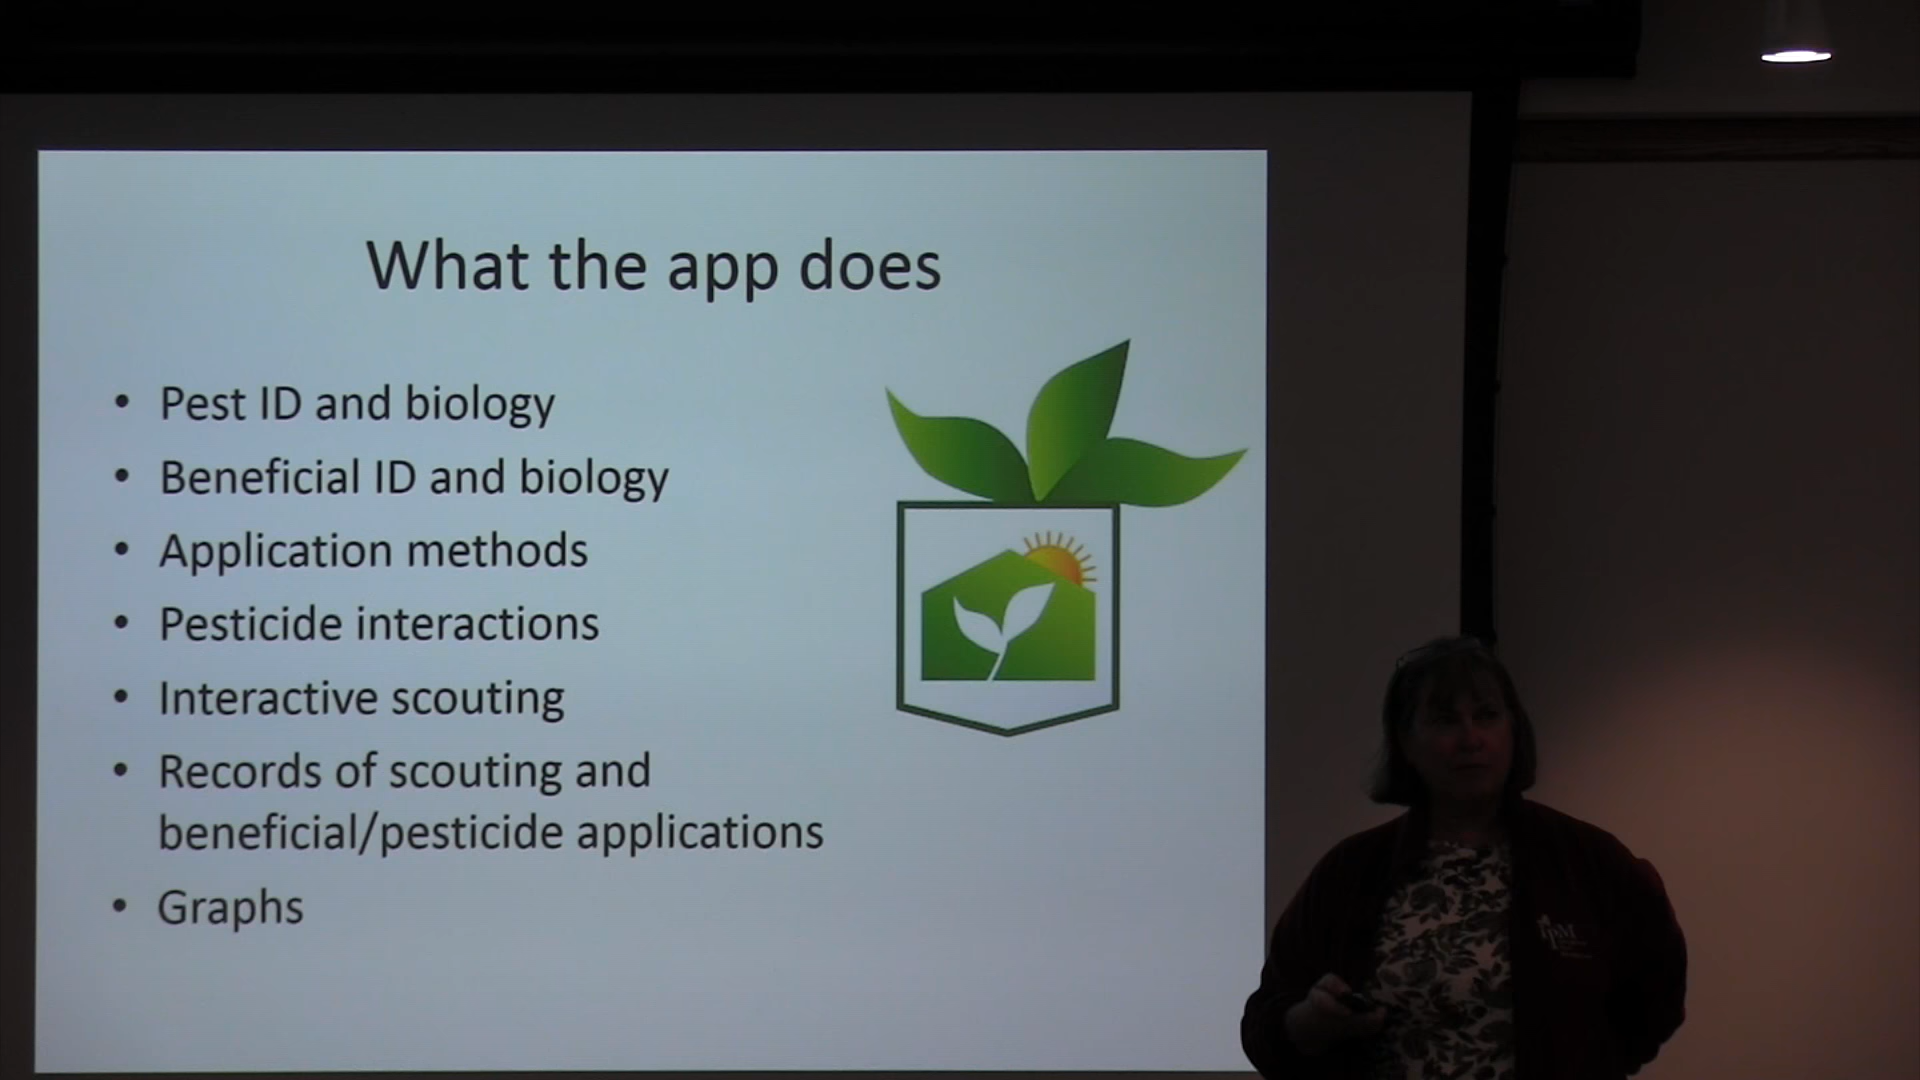 What the app does
• Pest ID and biology
• Beneficial ID and biology
• Application methods
• Pesticide interactions
• Interactive scouting
• Records of scouting and
beneficial/pesticide applications
• Graphs
IPM